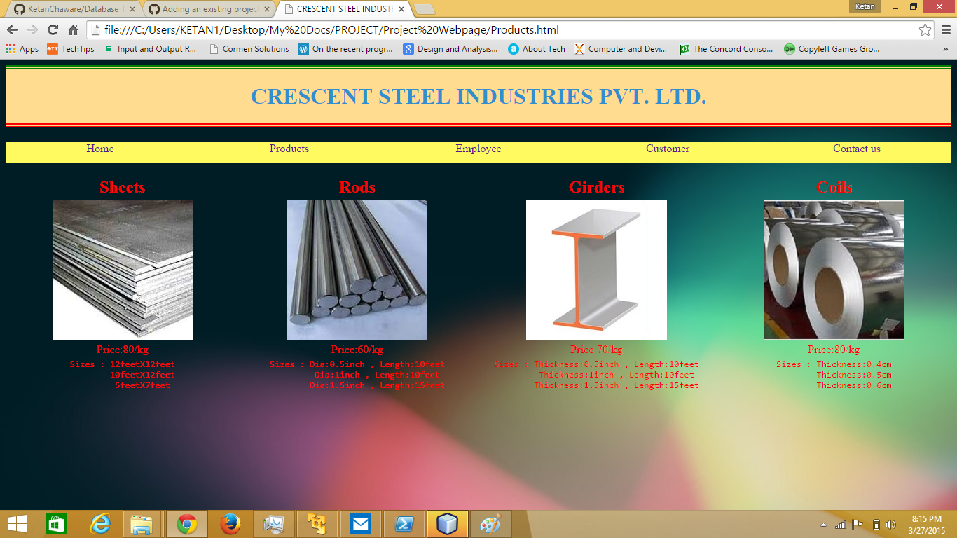 KetanChaware/Database T
Adding an existing project
CRESCENT STEEL INDUSTRI
Ketan
file:///C:/Users/KETAN1/Desktop/My%20Docs/PROJECT/Project%20Webpage/Products.html
Apps
Tech Tips
Input and Output R...
Cormen Solutions
On the recent progr...
Design and Analysis...
About Tech
Computer and Devi...
The Concord Conso...
Copyleft Games Gro...
»
CRESCENT STEEL INDUSTRIES PVT. LTD.
Home Products Employee Customer Contact us
Sheets Rods Girders Coils
Price:80/kg Price:60/kg Price:70/kg Price:89/kg
Sizes : 12feetX12feet Sizes : Dia:0.5inch , Length:10feet Sizes : Thickness:0.5inch , Length:10feet Sizes : Thickness:0.4cm
10feetX12feet Dia:1inch , Length:10feet Thickness:1inch , Length:10feet Thickness:0.5cm
5feetX7feet Dia:1.5inch , Length:15feet Thickness:1.5inch , Length:15feet Thickness:0.6cm
8:15 PM
3/27/2015